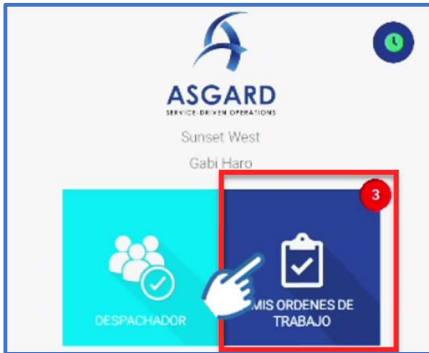 ASGARD
SERVICE-DRIVEN OPERATIONS
Sunset West
Gabi Haro
3
DESPACHADOR
MIS ORDENES DE
TRABAJO